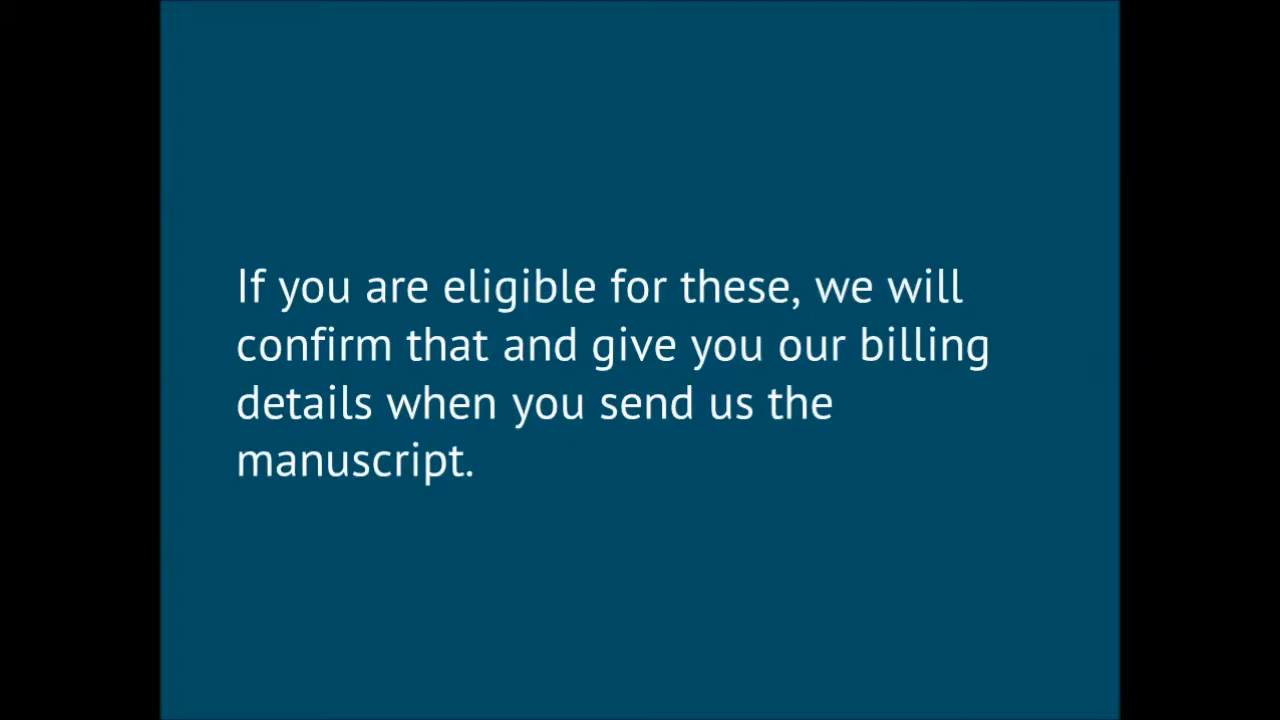 If you are eligible for these, we will
confirm that and give you our billing
details when you send us the
manuscript.